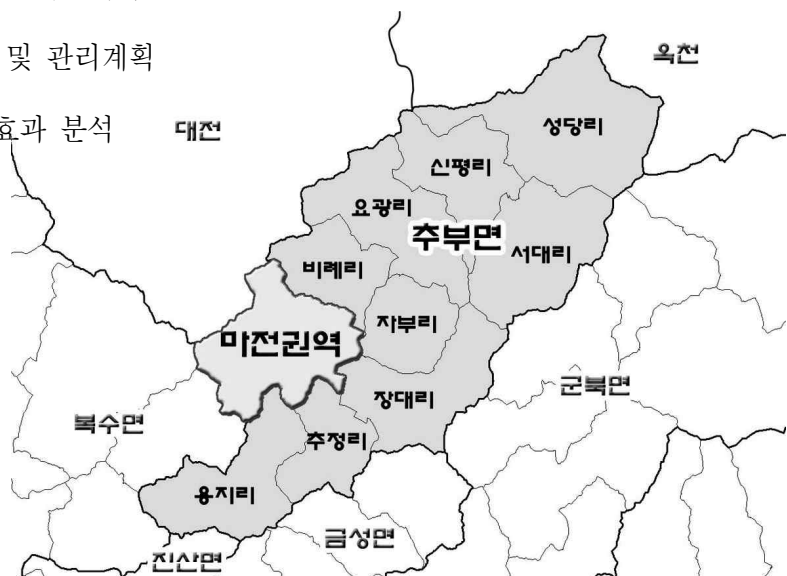 및 관리계획
효과 분석
옥천
대전
성당리
신평리
요광리
추부면
서대리
비례리
자부리
마전권역
장대리
군북면
복수면
추정리
용지리
금성면
진산면